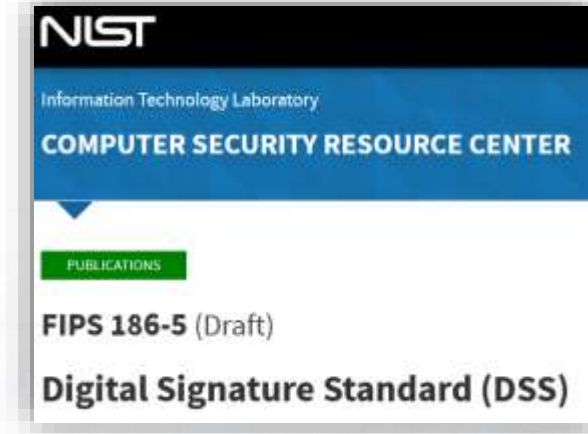 NIST
Information Technology Laboratory
COMPUTER SECURITY RESOURCE CENTER
PUBLICATIONS
FIPS 186-5 (Draft)
Digital Signature Standard (DSS)